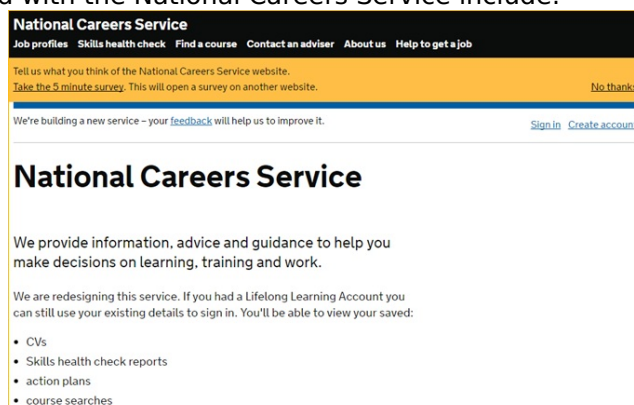 d with the National Careers Service include:
National Careers Service
Job profiles Skills health check Find a course Contact an adviser About us Help to get a job
Tell us what you think of the National Careers Service website.
Take the 5 minute survey. This will open a survey on another website. No thanks
We're building a new service – your feedback will help us to improve it. Sign in Create account
National Careers Service
We provide information, advice and guidance to help you
make decisions on learning, training and work.
We are redesigning this service. If you had a Lifelong Learning Account you
can still use your existing details to sign in. You'll be able to view your saved:
• CVs
• Skills health check reports
• action plans
• course searches